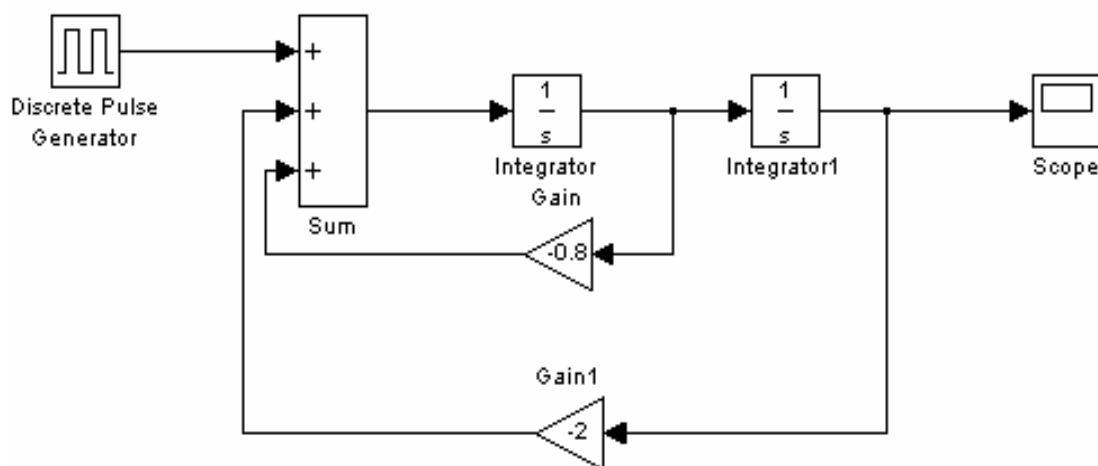 Discrete Pulse
Generator
+
+
+
Sum
1
s
Integrator
1
s
Integrator1
Scope
Gain
-0.8
Gain1
-2